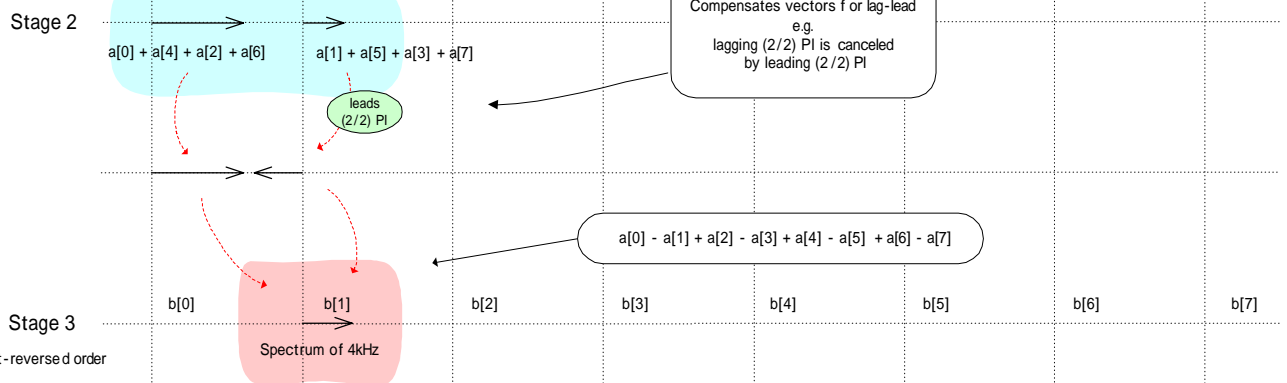 Compensates vectors for lag-lead
e.g.
lagging (2/2) PI is canceled
by leading (2/2) PI
Stage 2
a[0] + a[4] + a[2] + a[6]
a[1] + a[5] + a[3] + a[7]
leads
(2/2) PI
a[0] - a[1] + a[2] - a[3] + a[4] - a[5] + a[6] - a[7]
b[0]
b[1]
b[2]
b[3]
b[4]
b[5]
b[6]
b[7]
Stage 3
Spectrum of 4kHz
t-reversed order